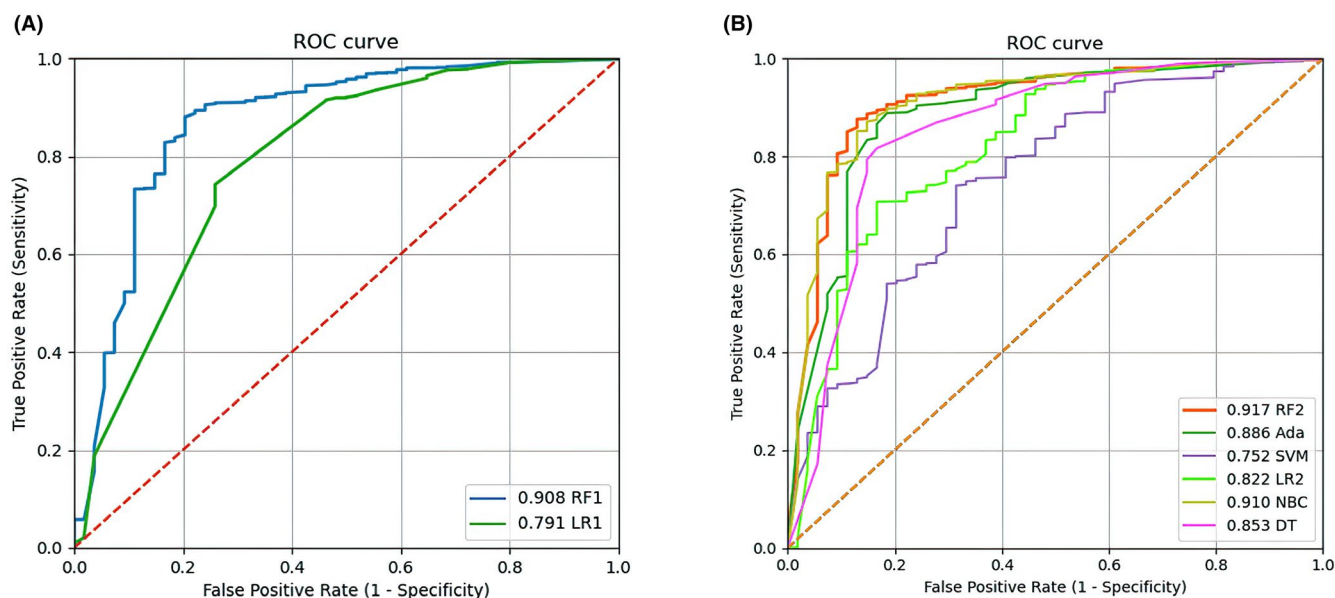 (A)
ROC curve
True Positive Rate (Sensitivity)
1.0
0.8
0.6
0.4
0.2
0.0
0.908 RF1
0.791 LR1
0.0 0.2 0.4 0.6 0.8 1.0
False Positive Rate (1 - Specificity)
(B)
ROC curve
True Positive Rate (Sensitivity)
1.0
0.8
0.6
0.4
0.2
0.0
0.917 RF2
0.886 Ada
0.752 SVM
0.822 LR2
0.910 NBC
0.853 DT
0.0 0.2 0.4 0.6 0.8 1.0
False Positive Rate (1 - Specificity)